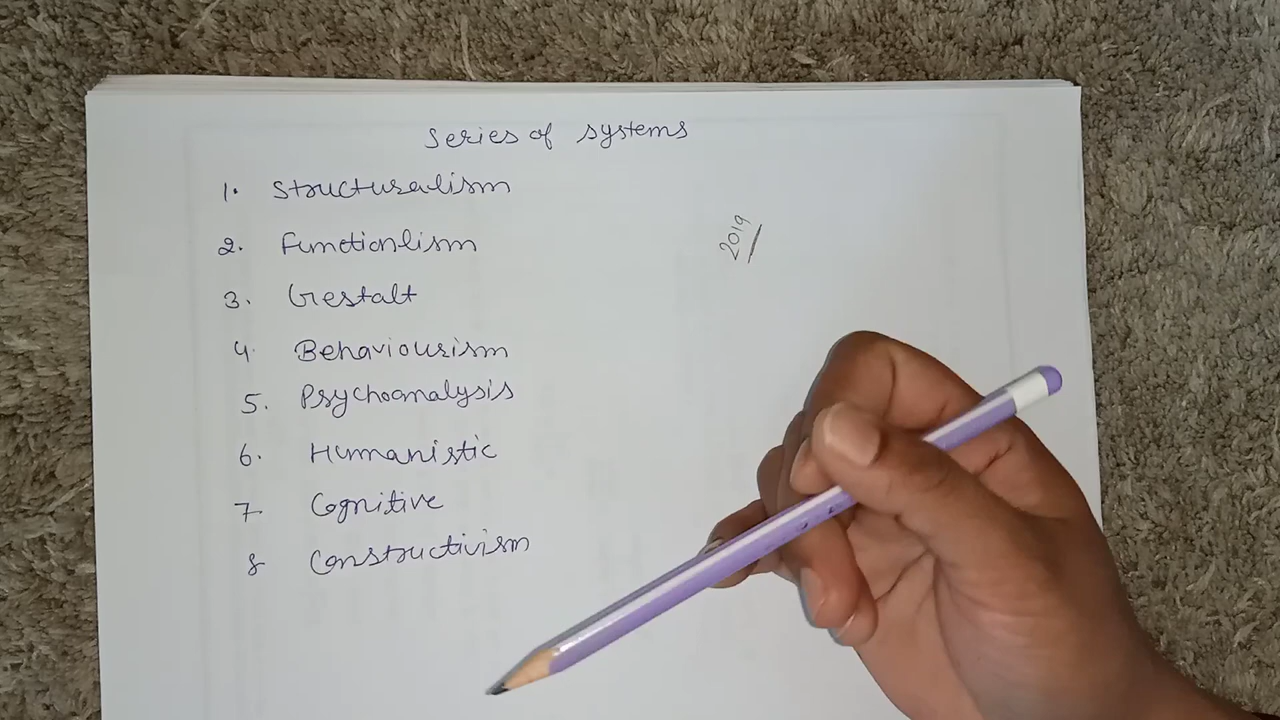 Series of systems
1. Structuralism
2. Functionlism
2019
3. Gestalt
4. Behaviourism
5. Psychoanalysis
6. Humanistic
7 Cognitive
8 Constructivism